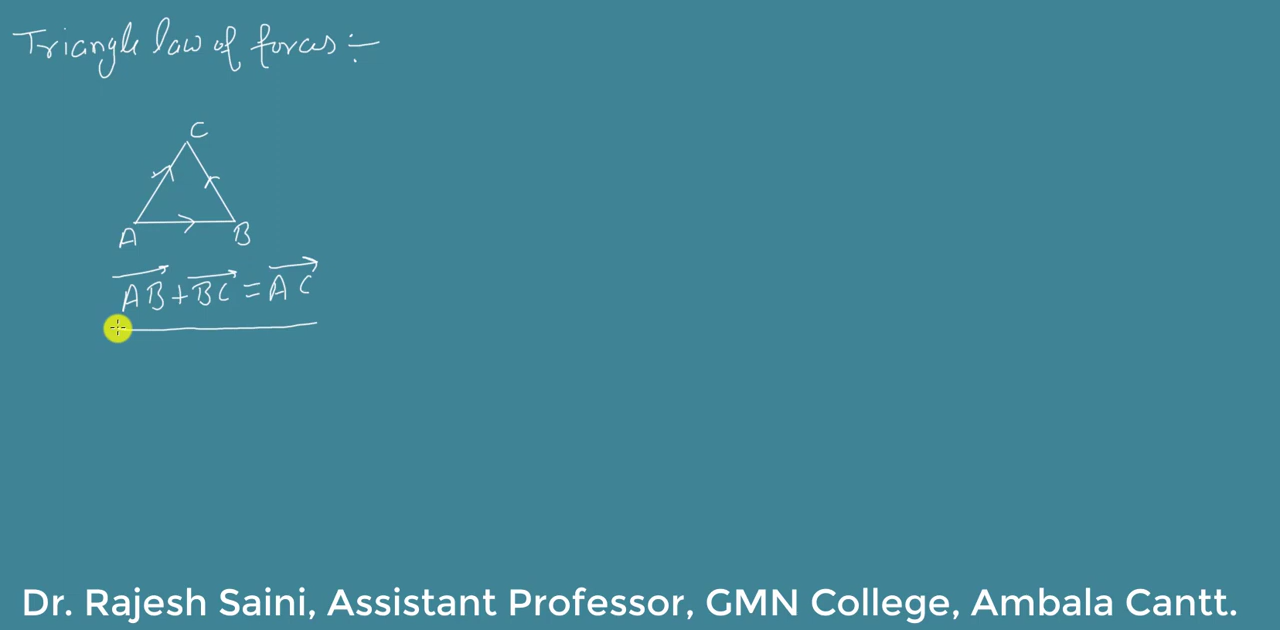 Triangle law of forces :-
C
A B
AB + BC = AC
Dr. Rajesh Saini, Assistant Professor, GMN College, Ambala Cantt.